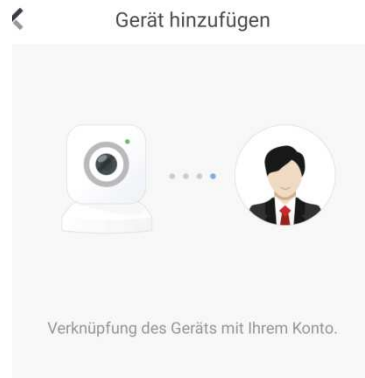 Gerät hinzufügen
Verknüpfung des Geräts mit Ihrem Konto.